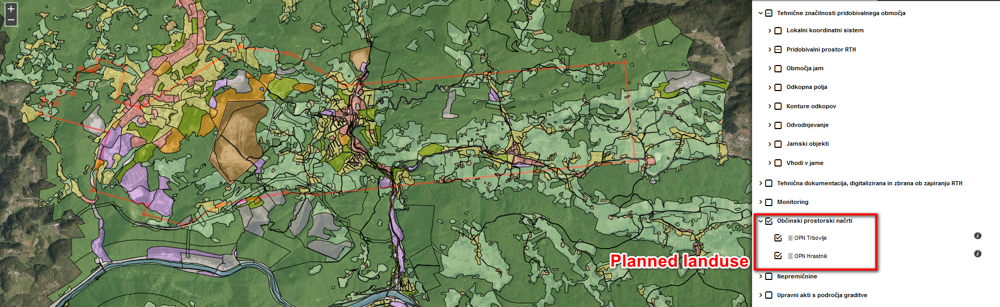 +
−
Tehnične značilnosti pridobivalnega območja
Lokalni koordinatni sistem
Pridobivalni prostor RTH
Območja jam
Odkopna polja
Konture odkopov
Odvodnjevanje
Jamski objekti
Vhodi v jame
Tehnična dokumentacija, digitalizirana in zbrana ob zapiranju RTH
Monitoring
Občinski prostorski načrti
OPN Trbovlje
i
OPN Hrastnik
i
Planned landuse
Nepremičnine
Upravni akti s področja graditve